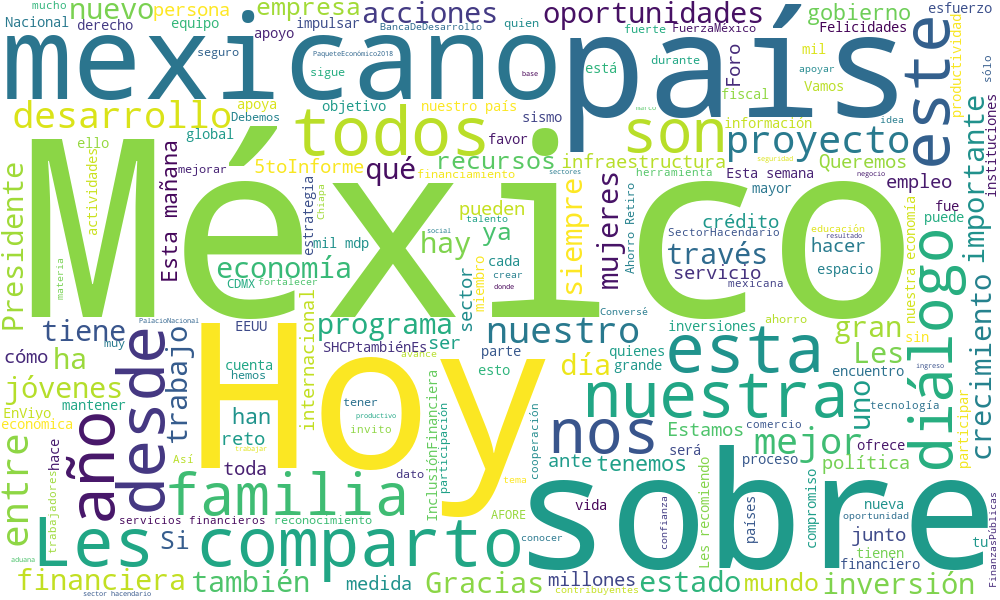 mucho
Nacional
derecho
nuevo
persona
equipo
empresa
impulsar
acciones
BancaDeDesarrollo
oportunidades
quien
fuerte
FuerzaMéxico
gobierno
Felicidades
esfuerzo
mexicano
país
este
seguro
apoyo
PaqueteEconómico2018
sigue
base
está
durante
apoyar
Foro
mil
Vamos
fiscal
productividad
sólo
desarrollo
apoya
Debemos
objetivo
nuestro país
sismo
todos
son
marco
información
idea
instituciones
ello
global
favor
proyecto
Presidente
actividades
Esta mañana
mejorar
5toInforme
qué
recursos
financiamiento
infraestructura
sectores
herramienta
seguridad
Esta semana
Queremos
negocio
empleo
importante
México
estrategia
Chiapa
pueden
talento
siempre
mujeres
mayor
educación
resultado
fue
puede
crédito
SectorHacendario
Ahorro Retiro
hacer
materia
economía
mil mdp
social
hay
ya
través
servicio
espacio
nuestra economía
CDMX
fortalecer
internacional
sector
miembro
cada
crear
donde
mexicana
diálogo
crecimiento
PalacioNacional
Hoy
EEUU
programa
Conversé
inversiones
ahorro
gran
sin
tiene
muy
desde
trabajo
SHCPtambiénEs
ser
nuestro
esta
Les
cómo
ha
cuenta
hemos
avance
parte
esto
día
quienes
grande
encuentro
ingreso
jóvenes
EnVivo
mantener
económica
año
han
reto
tener
productivo
invito
InclusiónFinanciera
participación
nuestra
uno
tecnología
participar
entre
hace
trabajadores
Así
toda
trabajar
dato
cooperación
nos
Estamos
comercio
será
mejor
ofrece
familia
tema
ante
tenemos
proceso
política
Les comparto
servicios financieros
reconocimiento
AFORE
vida
sobre
confianza
Les recomiendo
países
compromiso
nueva
oportunidad
junto
tu
FinanzasPúblicas
aduana
Si
conocer
tienen
financiero
financiera
sector hacendario
también
medida
Gracias
millones
contribuyentes
estado
mundo
inversión